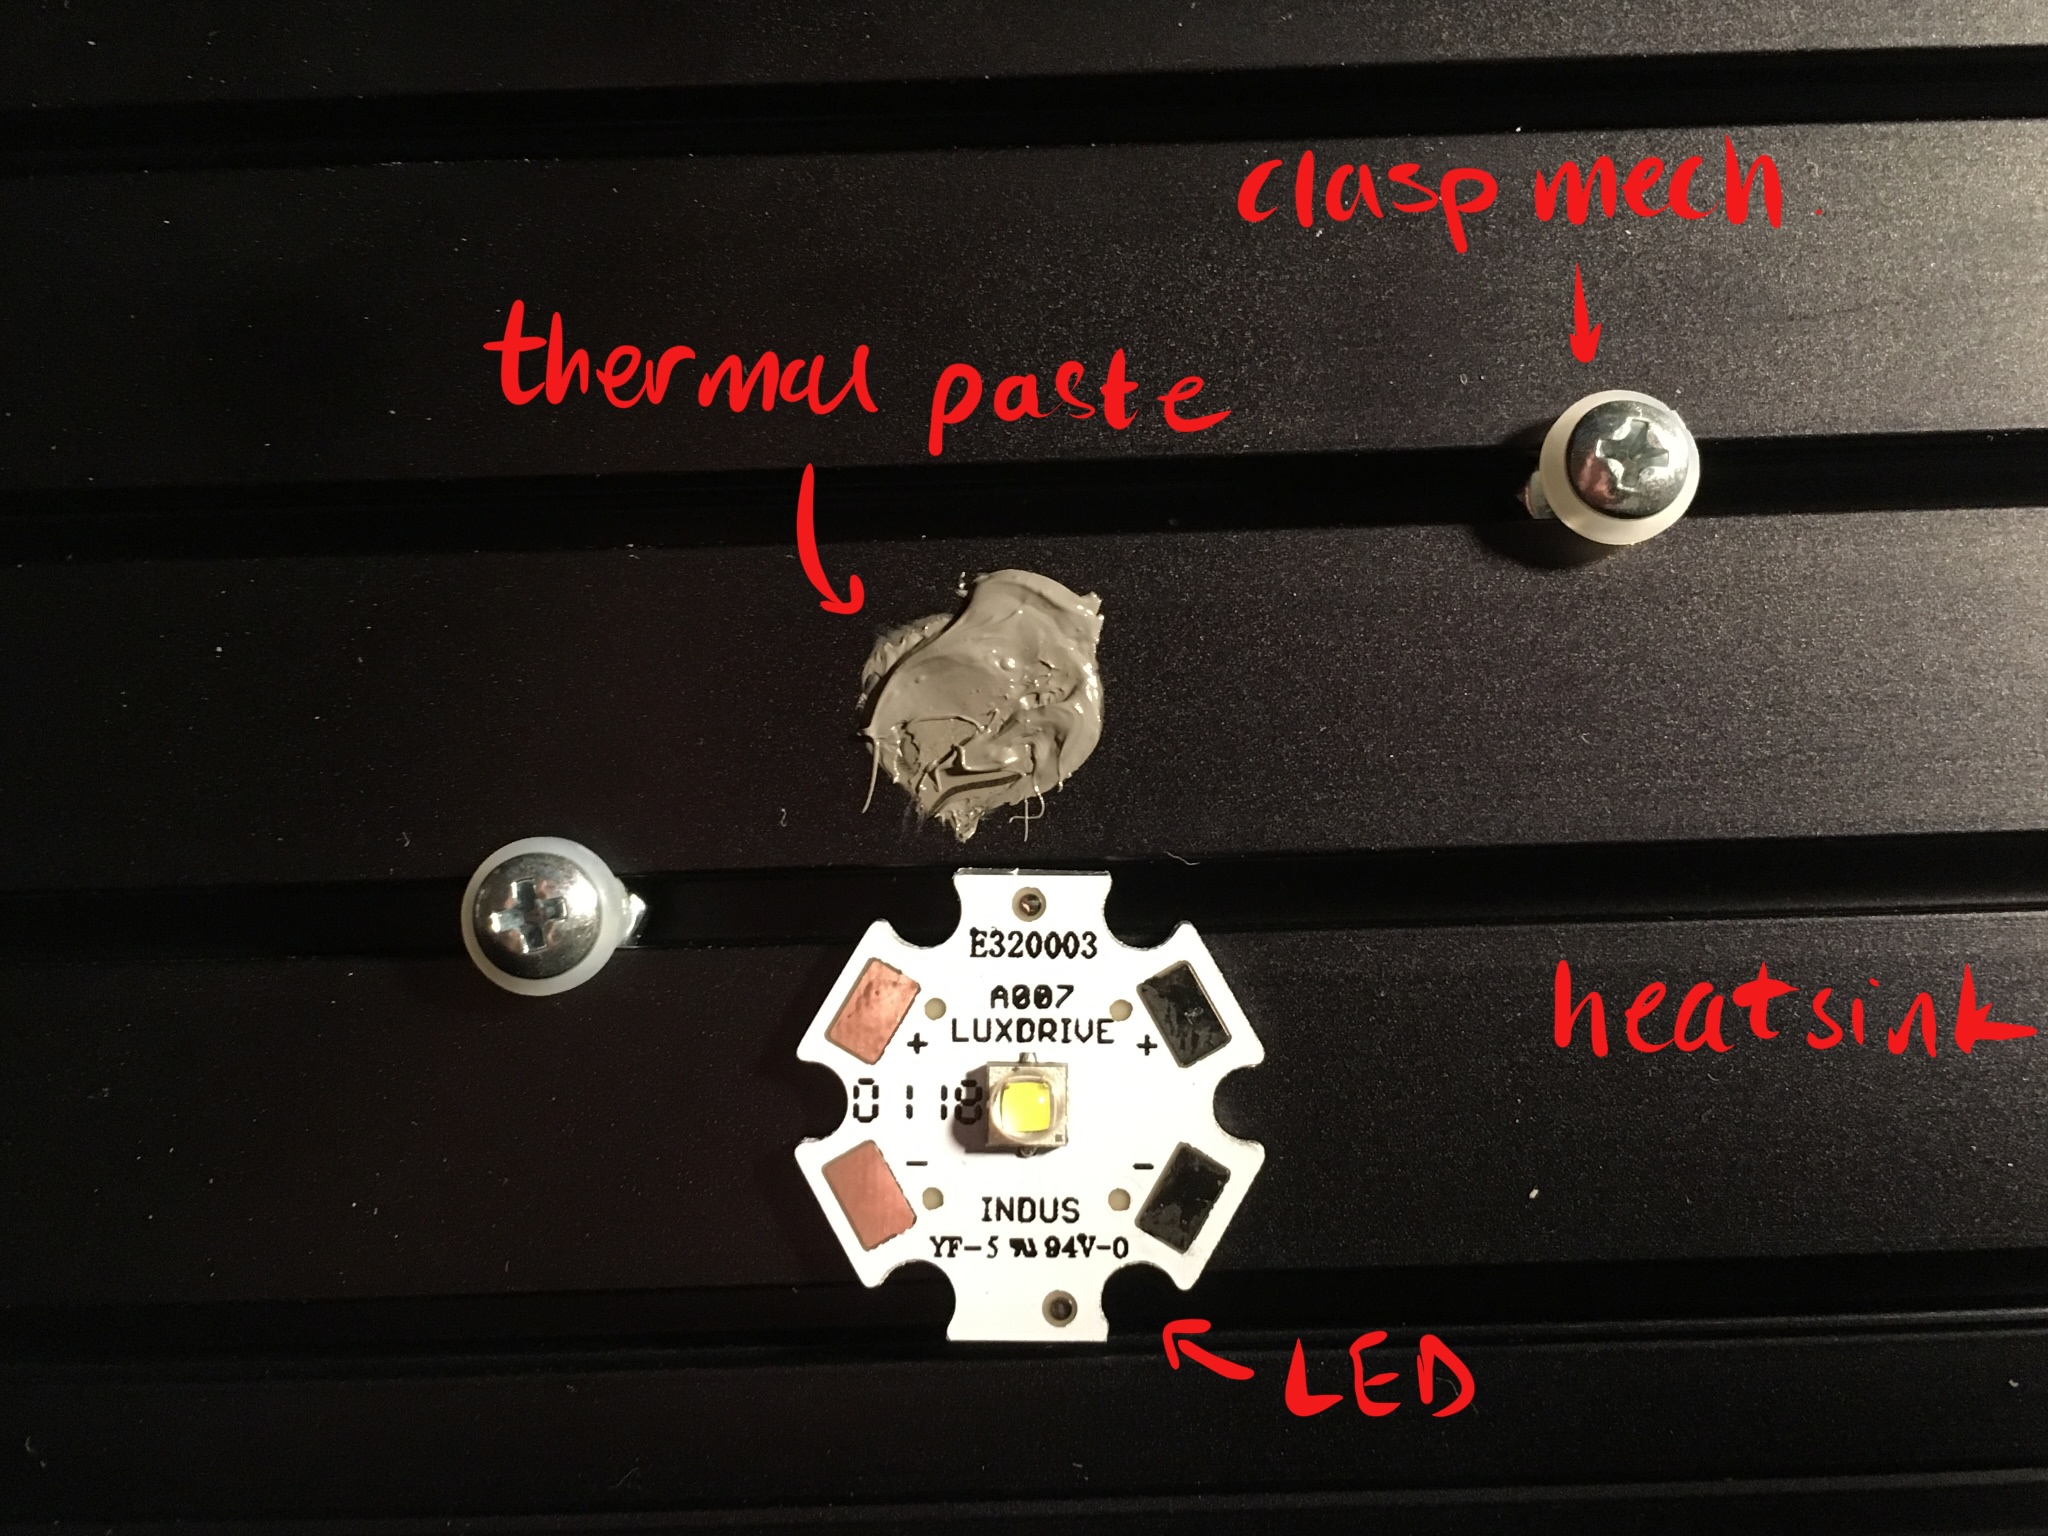 clasp mech.
thermal paste
E320003
A007
LUXDRIVE
+ +
heatsink
0118
- -
INDUS
YF-5 94V-0
LED